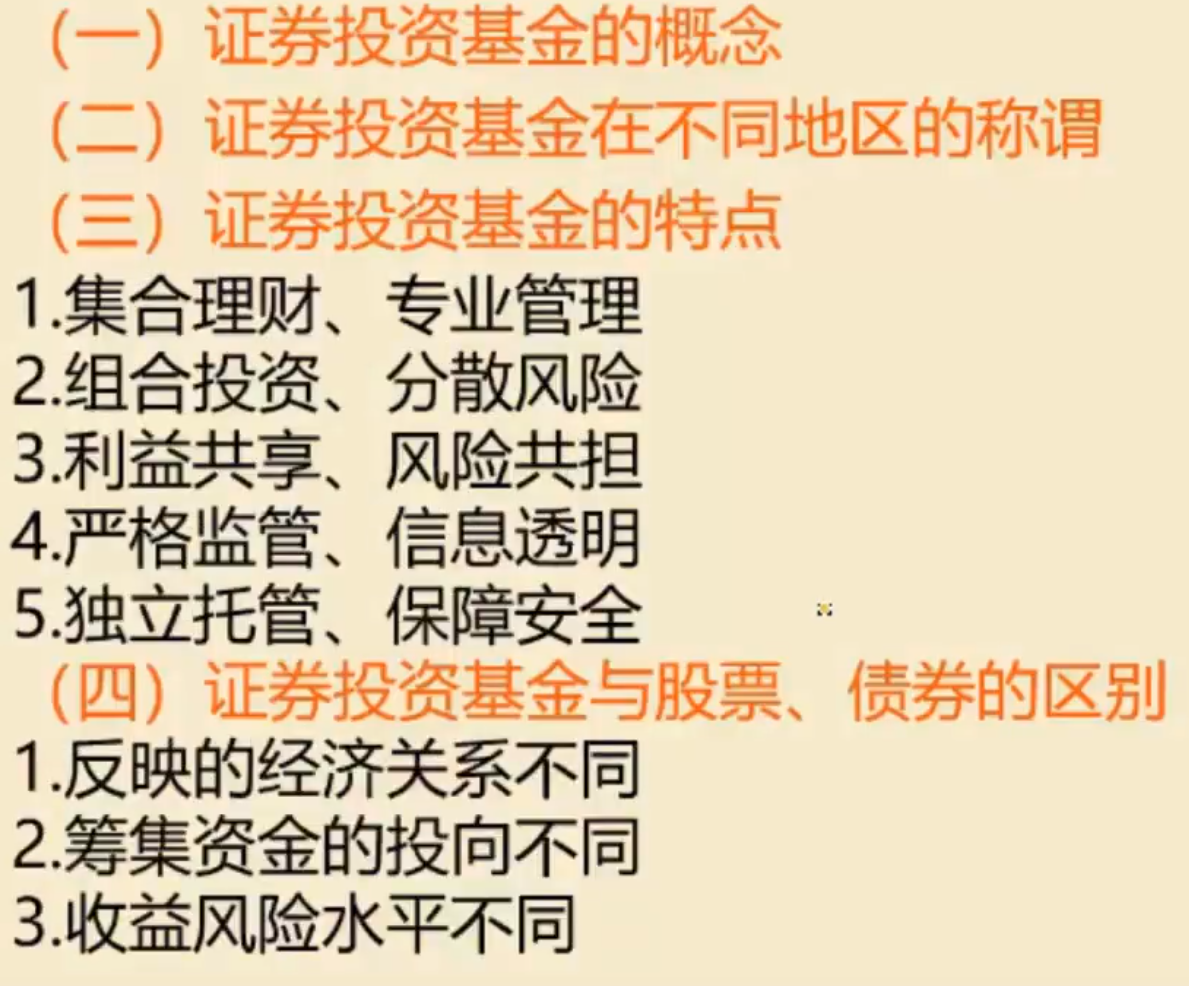 （一）证券投资基金的概念
（二）证券投资基金在不同地区的称谓
（三）证券投资基金的特点
1.集合理财、专业管理
2.组合投资、分散风险
3.利益共享、风险共担
4.严格监管、信息透明
5.独立托管、保障安全
（四）证券投资基金与股票、债券的区别
1.反映的经济关系不同
2.筹集资金的投向不同
3.收益风险水平不同